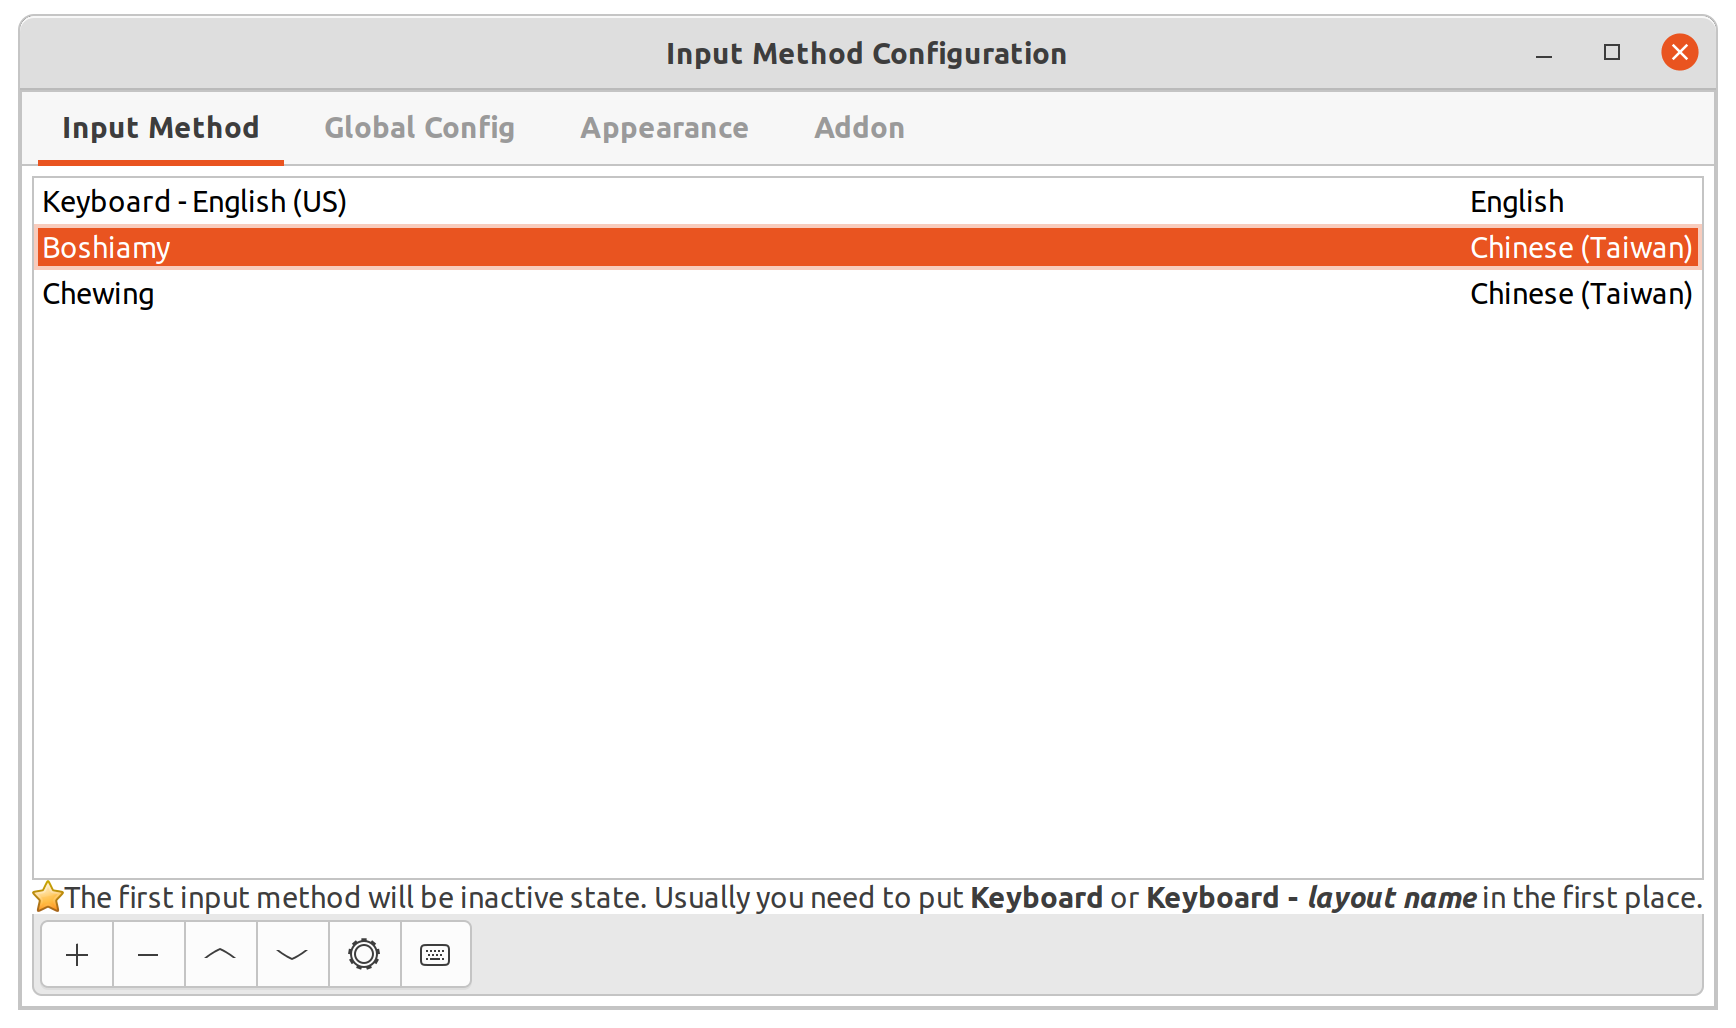 Input Method Configuration
Input Method Global Config Appearance Addon
Keyboard - English (US) English
Boshiamy Chinese (Taiwan)
Chewing Chinese (Taiwan)
The first input method will be inactive state. Usually you need to put Keyboard or Keyboard - layout name in the first place.